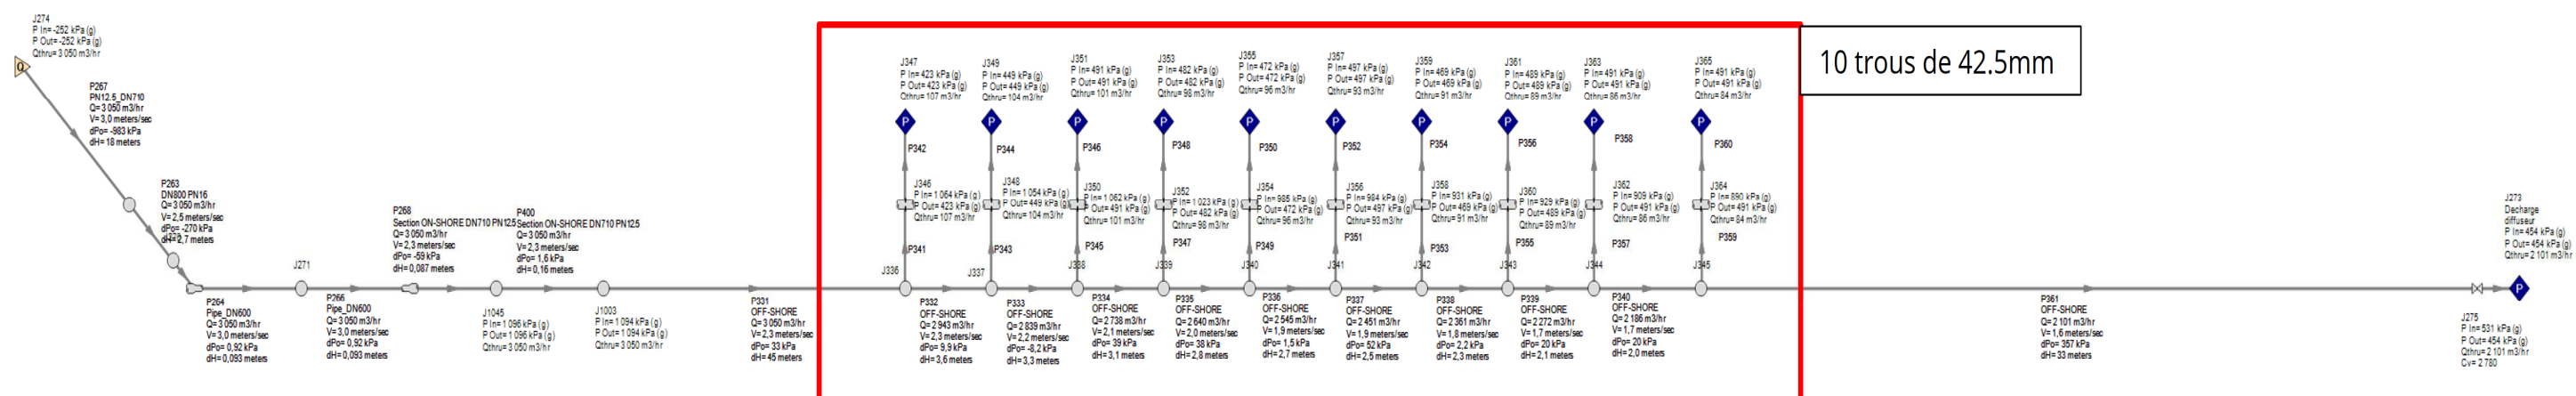 J274
P In= -252 kPa (g)
P Out= -252 kPa (g)
Qthru= 3 050 m3/hr
P267
PN12.5_DN710
Q= 3 050 m3/hr
V= 3,0 meters/sec
dPo= -983 kPa
dH= 18 meters
P263
DN800 PN16
Q= 3 050 m3/hr
V= 2,5 meters/sec
dPo= -270 kPa
dH= 2,7 meters
P264
Pipe_DN600
Q= 3 050 m3/hr
V= 3,0 meters/sec
dPo= 0,92 kPa
dH= 0,093 meters
J271
P266
Pipe_DN600
Q= 3 050 m3/hr
V= 3,0 meters/sec
dPo= 0,92 kPa
dH= 0,093 meters
P268
Section ON-SHORE DN710 PN12.5
Q= 3 050 m3/hr
V= 2,3 meters/sec
dPo= -59 kPa
dH= 0,087 meters
J1045
P In= 1 096 kPa (g)
P Out= 1 096 kPa (g)
Qthru= 3 050 m3/hr
P400
Section ON-SHORE DN710 PN12.5
Q= 3 050 m3/hr
V= 2,3 meters/sec
dPo= 1,6 kPa
dH= 0,16 meters
J1003
P In= 1 094 kPa (g)
P Out= 1 094 kPa (g)
Qthru= 3 050 m3/hr
P331
OFF-SHORE
Q= 3 050 m3/hr
V= 2,3 meters/sec
dPo= 33 kPa
dH= 45 meters
10 trous de 42.5mm
J347
P In= 423 kPa (g)
P Out= 423 kPa (g)
Qthru= 107 m3/hr
J349
P In= 449 kPa (g)
P Out= 449 kPa (g)
Qthru= 104 m3/hr
J351
P In= 491 kPa (g)
P Out= 491 kPa (g)
Qthru= 101 m3/hr
J353
P In= 482 kPa (g)
P Out= 482 kPa (g)
Qthru= 98 m3/hr
J355
P In= 472 kPa (g)
P Out= 472 kPa (g)
Qthru= 96 m3/hr
J357
P In= 497 kPa (g)
P Out= 497 kPa (g)
Qthru= 93 m3/hr
J359
P In= 469 kPa (g)
P Out= 469 kPa (g)
Qthru= 91 m3/hr
J361
P In= 489 kPa (g)
P Out= 489 kPa (g)
Qthru= 89 m3/hr
J363
P In= 491 kPa (g)
P Out= 491 kPa (g)
Qthru= 86 m3/hr
J365
P In= 491 kPa (g)
P Out= 491 kPa (g)
Qthru= 84 m3/hr
P342
P344
P346
P348
P350
P352
P354
P356
P358
P360
J346
P In= 1 064 kPa (g)
P Out= 423 kPa (g)
Qthru= 107 m3/hr
J348
P In= 1 054 kPa (g)
P Out= 449 kPa (g)
Qthru= 104 m3/hr
J350
P In= 1 062 kPa (g)
P Out= 491 kPa (g)
Qthru= 101 m3/hr
J352
P In= 1 023 kPa (g)
P Out= 482 kPa (g)
Qthru= 98 m3/hr
J354
P In= 985 kPa (g)
P Out= 472 kPa (g)
Qthru= 96 m3/hr
J356
P In= 984 kPa (g)
P Out= 497 kPa (g)
Qthru= 93 m3/hr
J358
P In= 931 kPa (g)
P Out= 469 kPa (g)
Qthru= 91 m3/hr
J360
P In= 929 kPa (g)
P Out= 489 kPa (g)
Qthru= 89 m3/hr
J362
P In= 909 kPa (g)
P Out= 491 kPa (g)
Qthru= 86 m3/hr
J364
P In= 890 kPa (g)
P Out= 491 kPa (g)
Qthru= 84 m3/hr
P341
P343
P345
P347
P349
P351
P353
P355
P357
P359
J336
J337
J338
J339
J340
J341
J342
J343
J344
J345
P332
OFF-SHORE
Q= 2 943 m3/hr
V= 2,3 meters/sec
dPo= 9,9 kPa
dH= 3,6 meters
P333
OFF-SHORE
Q= 2 839 m3/hr
V= 2,2 meters/sec
dPo= -8,2 kPa
dH= 3,3 meters
P334
OFF-SHORE
Q= 2 738 m3/hr
V= 2,1 meters/sec
dPo= 39 kPa
dH= 3,1 meters
P335
OFF-SHORE
Q= 2 640 m3/hr
V= 2,0 meters/sec
dPo= 38 kPa
dH= 2,8 meters
P336
OFF-SHORE
Q= 2 545 m3/hr
V= 1,9 meters/sec
dPo= 1,5 kPa
dH= 2,7 meters
P337
OFF-SHORE
Q= 2 451 m3/hr
V= 1,9 meters/sec
dPo= 52 kPa
dH= 2,5 meters
P338
OFF-SHORE
Q= 2 361 m3/hr
V= 1,8 meters/sec
dPo= 2,2 kPa
dH= 2,3 meters
P339
OFF-SHORE
Q= 2 272 m3/hr
V= 1,7 meters/sec
dPo= 20 kPa
dH= 2,1 meters
P340
OFF-SHORE
Q= 2 186 m3/hr
V= 1,7 meters/sec
dPo= 20 kPa
dH= 2,0 meters
P361
OFF-SHORE
Q= 2 101 m3/hr
V= 1,6 meters/sec
dPo= 357 kPa
dH= 33 meters
J273
Decharge
diffuseur
P In= 454 kPa (g)
P Out= 454 kPa (g)
Qthru= 2 101 m3/hr
J275
P In= 531 kPa (g)
P Out= 454 kPa (g)
Qthru= 2 101 m3/hr
Cv= 2 780